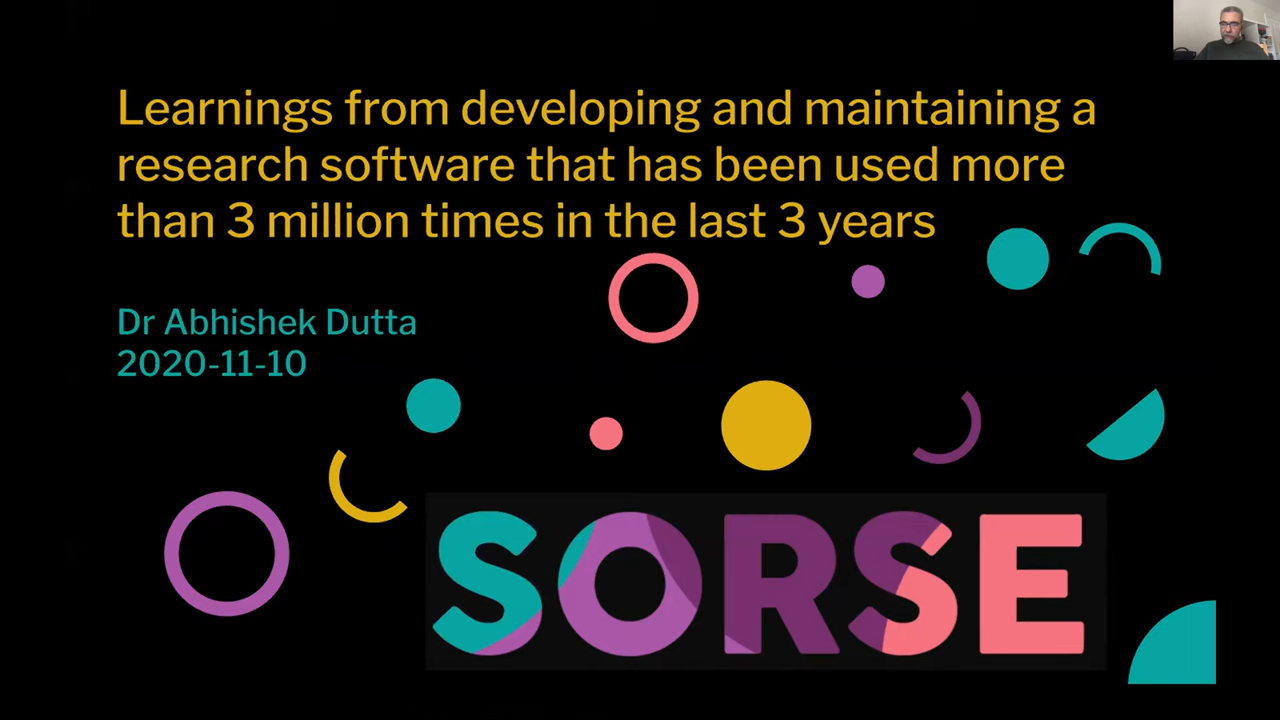 Learnings from developing and maintaining a
research software that has been used more
than 3 million times in the last 3 years
Dr Abhishek Dutta
2020-11-10
SORSE